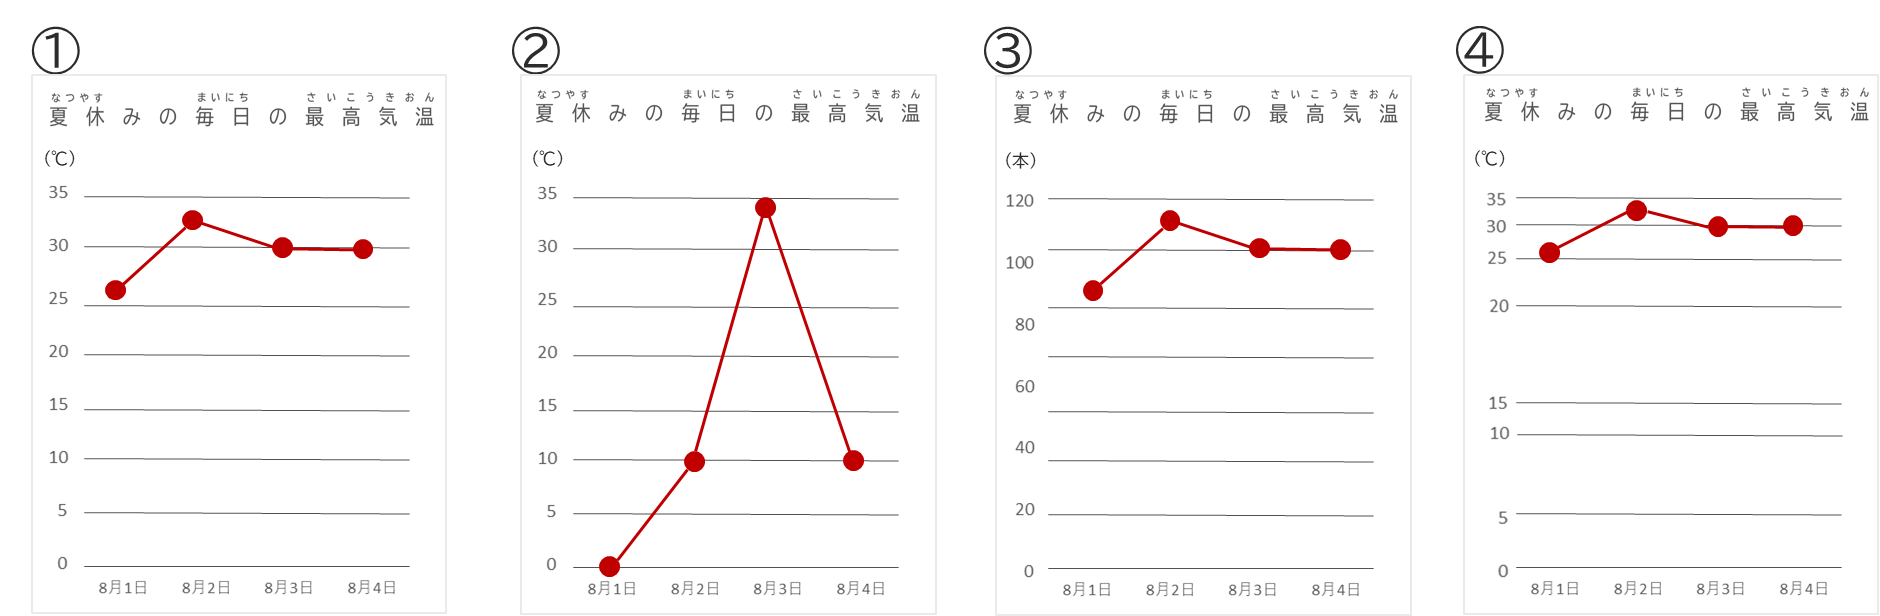 ①
なつやす まいにち さいこうきおん
夏休みの毎日の最高気温
(℃)
35
30
25
20
15
10
5
0
8月1日 8月2日 8月3日 8月4日
②
なつやす まいにち さいこうきおん
夏休みの毎日の最高気温
(℃)
35
30
25
20
15
10
5
0
8月1日 8月2日 8月3日 8月4日
③
なつやす まいにち さいこうきおん
夏休みの毎日の最高気温
(本)
120
100
80
60
40
20
0
8月1日 8月2日 8月3日 8月4日
④
なつやす まいにち さいこうきおん
夏休みの毎日の最高気温
(℃)
35
30
25
20
15
10
5
0
8月1日 8月2日 8月3日 8月4日